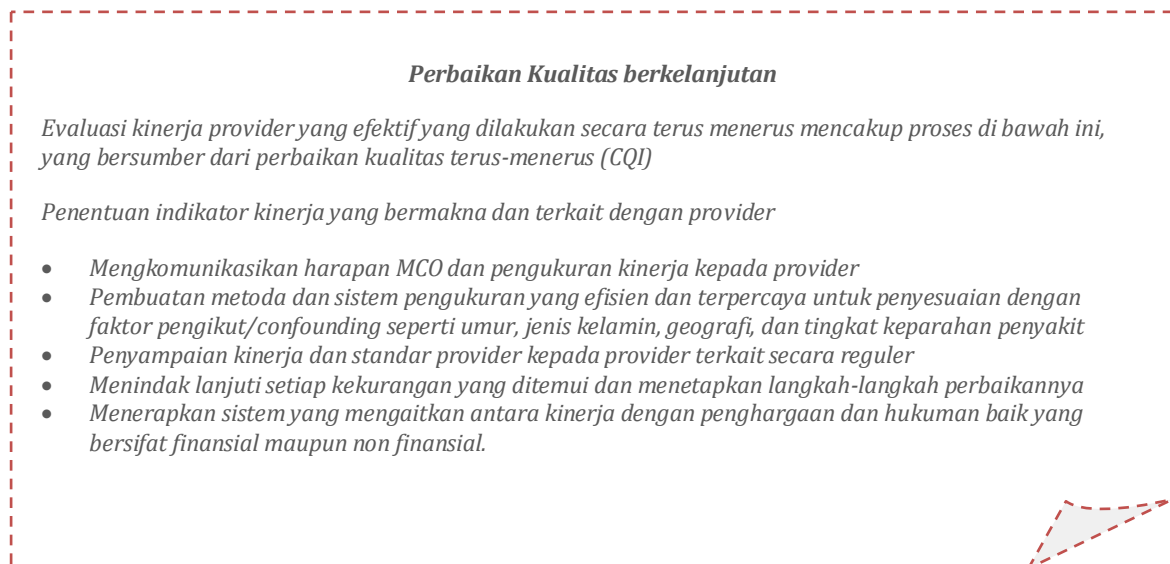 Perbaikan Kualitas berkelanjutan
Evaluasi kinerja provider yang efektif yang dilakukan secara terus menerus mencakup proses di bawah ini,
yang bersumber dari perbaikan kualitas terus-menerus (CQI)
Penentuan indikator kinerja yang bermakna dan terkait dengan provider
• Mengkomunikasikan harapan MCO dan pengukuran kinerja kepada provider
• Pembuatan metoda dan sistem pengukuran yang efisien dan terpercaya untuk penyesuaian dengan
faktor pengikut/confounding seperti umur, jenis kelamin, geografi, dan tingkat keparahan penyakit
• Penyampaian kinerja dan standar provider kepada provider terkait secara reguler
• Menindak lanjuti setiap kekurangan yang ditemui dan menetapkan langkah-langkah perbaikannya
• Menerapkan sistem yang mengaitkan antara kinerja dengan penghargaan dan hukuman baik yang
bersifat finansial maupun non finansial.